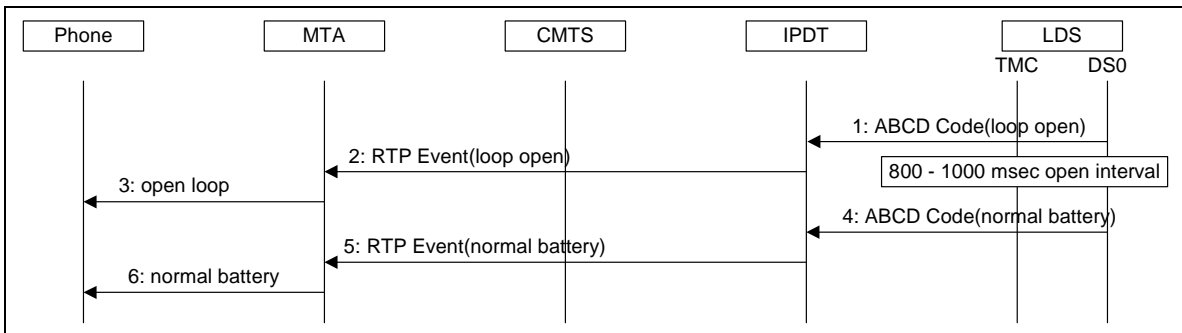 Phone MTA CMTS IPDT LDS
TMC DS0
1: ABCD Code(loop open)
2: RTP Event(loop open)
800 - 1000 msec open interval
3: open loop
4: ABCD Code(normal battery)
5: RTP Event(normal battery)
6: normal battery